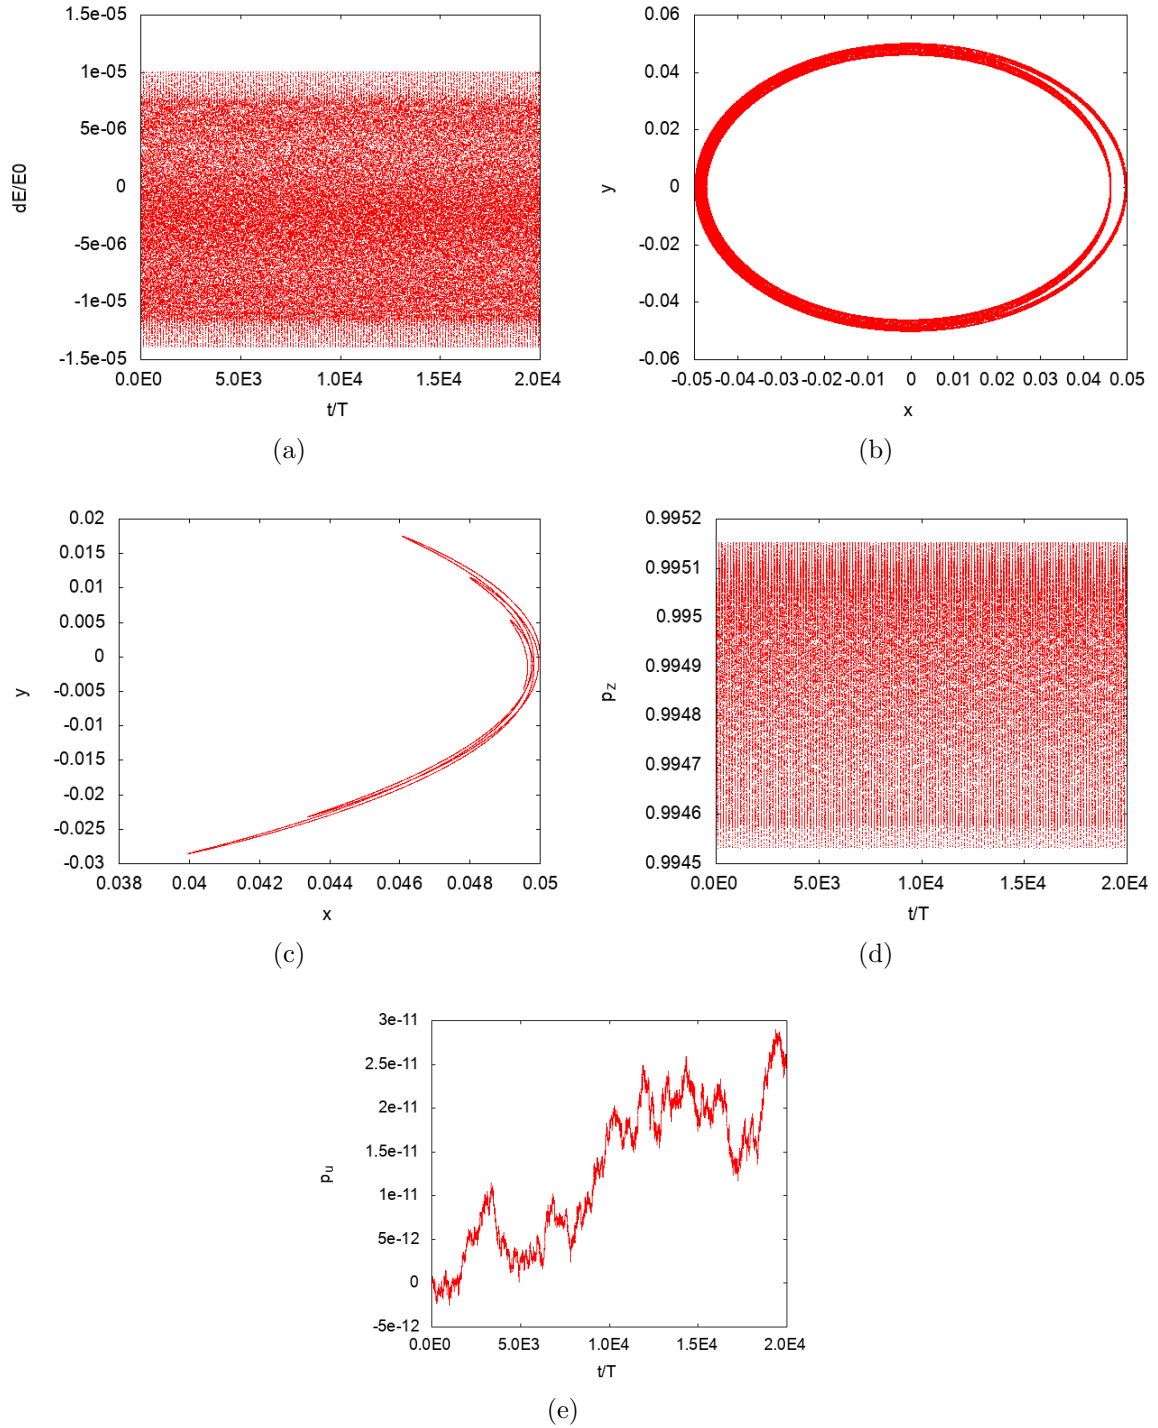 1.5e-05
1e-05
5e-06
0
-5e-06
-1e-05
-1.5e-05
dE/E0
0.0E0 5.0E3 1.0E4 1.5E4 2.0E4
t/T
(a)
0.06
0.04
0.02
0
-0.02
-0.04
-0.06
y
-0.05 -0.04 -0.03 -0.02 -0.01 0 0.01 0.02 0.03 0.04 0.05
x
(b)
0.02
0.015
0.01
0.005
0
-0.005
-0.01
-0.015
-0.02
-0.025
-0.03
y
0.038 0.04 0.042 0.044 0.046 0.048 0.05
x
(c)
0.9952
0.9951
0.995
0.9949
0.9948
0.9947
0.9946
0.9945
pz
0.0E0 5.0E3 1.0E4 1.5E4 2.0E4
t/T
(d)
3e-11
2.5e-11
2e-11
1.5e-11
1e-11
5e-12
0
-5e-12
pu
0.0E0 5.0E3 1.0E4 1.5E4 2.0E4
t/T
(e)